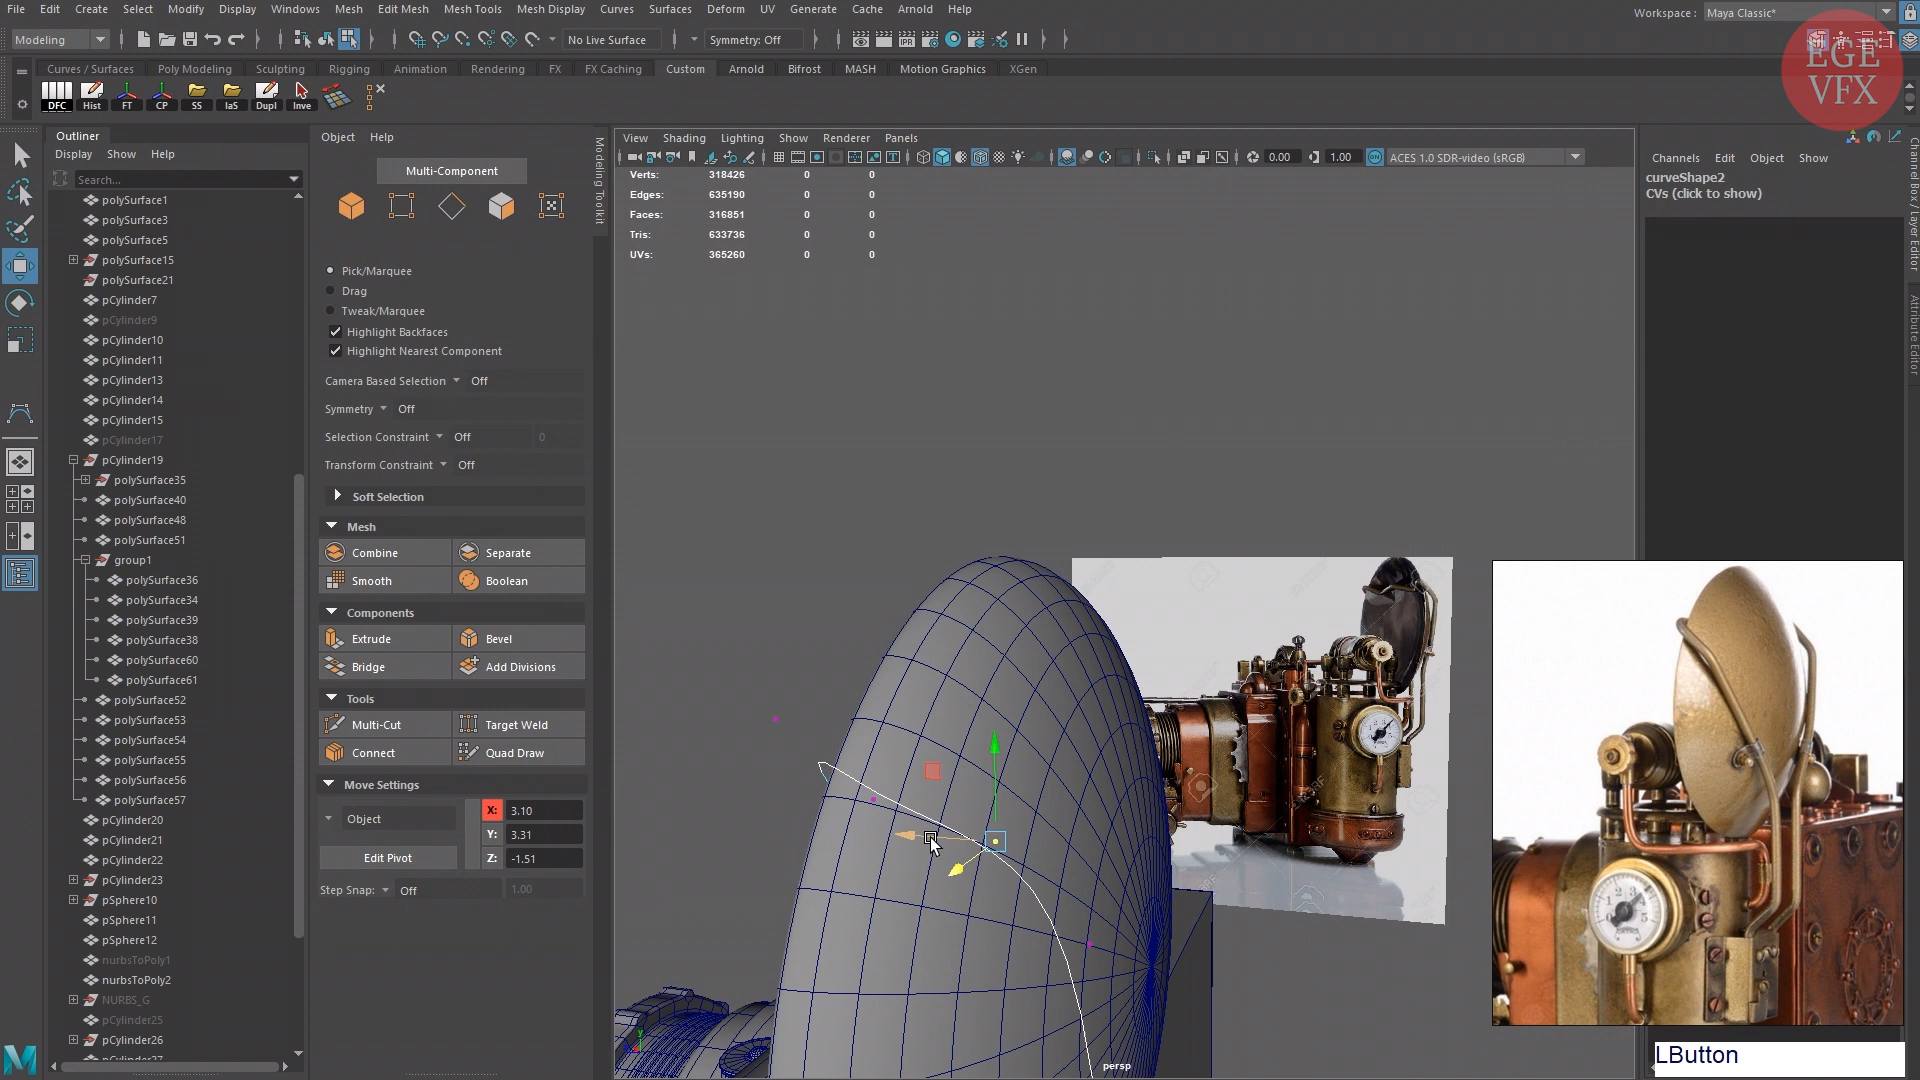 File Edit Create Select Modify Display Windows Mesh Edit Mesh Mesh Tools Mesh Display Curves Surfaces Deform UV Generate Cache Arnold Help
Workspace : Maya Classic*
Modeling No Live Surface Symmetry: Off
EGE
VFX
Curves / Surfaces Poly Modeling Sculpting Rigging Animation Rendering FX FX Caching Custom Arnold Bifrost MASH Motion Graphics XGen
DFC Hist FT CP SS IaS Dupl Inve
Outliner
Display Show Help
Search...
polySurface1
polySurface3
polySurface5
polySurface15
polySurface21
pCylinder7
pCylinder9
pCylinder10
pCylinder11
pCylinder13
pCylinder14
pCylinder15
pCylinder17
pCylinder19
polySurface35
polySurface40
polySurface48
polySurface51
group1
polySurface36
polySurface34
polySurface39
polySurface38
polySurface60
polySurface61
polySurface52
polySurface53
polySurface54
polySurface55
polySurface56
polySurface57
pCylinder20
pCylinder21
pCylinder22
pCylinder23
pSphere10
pSphere11
pSphere12
nurbsToPoly1
nurbsToPoly2
NURBS_G
pCylinder25
pCylinder26
pCylinder27
Object Help
Multi-Component
Pick/Marquee
Drag
Tweak/Marquee
Highlight Backfaces
Highlight Nearest Component
Camera Based Selection Off
Symmetry Off
Selection Constraint Off 0
Transform Constraint Off
Soft Selection
Mesh
Combine Separate
Smooth Boolean
Components
Extrude Bevel
Bridge Add Divisions
Tools
Multi-Cut Target Weld
Connect Quad Draw
Move Settings
Object X: 3.10
Y: 3.31
Edit Pivot Z: -1.51
Step Snap: Off 1.00
Modeling Toolkit
View Shading Lighting Show Renderer Panels
0.00 1.00 ON ACES 1.0 SDR-video (sRGB)
Verts: 318426 0 0
Edges: 635190 0 0
Faces: 316851 0 0
Tris: 633736 0 0
UVs: 365260 0 0
y
persp
Channels Edit Object Show
curveShape2
CVs (click to show)
Channel Box / Layer Editor
Attribute Editor
LButton